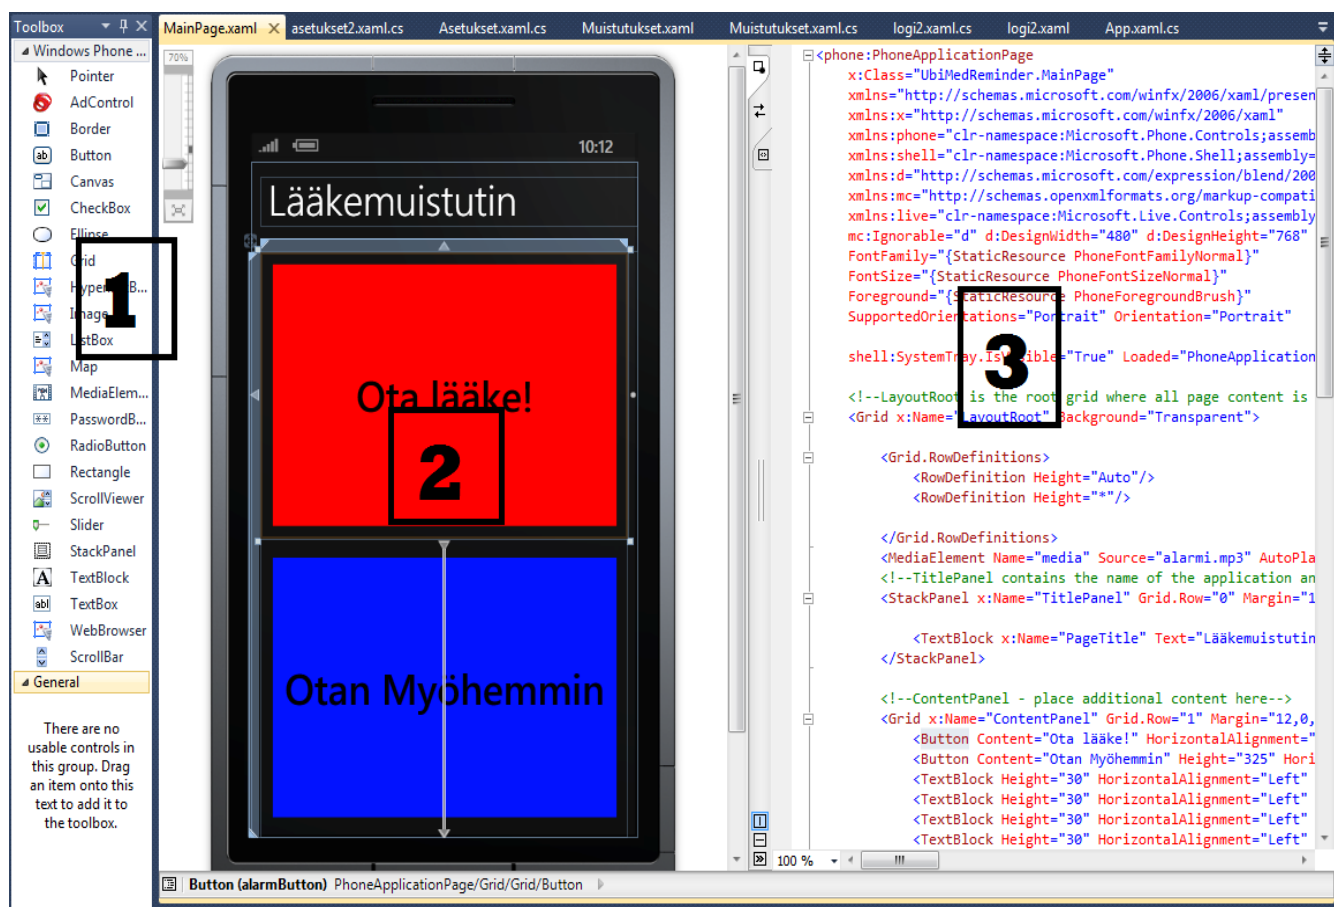 Toolbox
MainPage.xaml
asetukset2.xaml.cs
Asetukset.xaml.cs
Muistutukset.xaml
Muistutukset.xaml.cs
logi2.xaml.cs
logi2.xaml
App.xaml.cs
Windows Phone ...
Pointer
AdControl
Border
Button
Canvas
CheckBox
Ellipse
Grid
Image
ListBox
Map
MediaElem...
PasswordB...
RadioButton
Rectangle
ScrollViewer
Slider
StackPanel
TextBlock
TextBox
WebBrowser
ScrollBar
General
There are no
usable controls in
this group. Drag
an item onto this
text to add it to
the toolbox.
1
70%
10:12
Lääkemuistutin
Ota lääke!
2
Otan Myöhemmin
<phone:PhoneApplicationPage
x:Class="UbiMedReminder.MainPage"
xmlns="http://schemas.microsoft.com/winfx/2006/xaml/presen
xmlns:x="http://schemas.microsoft.com/winfx/2006/xaml"
xmlns:phone="clr-namespace:Microsoft.Phone.Controls;assemb
xmlns:shell="clr-namespace:Microsoft.Phone.Shell;assembly=
xmlns:d="http://schemas.microsoft.com/expression/blend/200
xmlns:mc="http://schemas.openxmlformats.org/markup-compati
xmlns:live="clr-namespace:Microsoft.Live.Controls;assembly
mc:Ignorable="d" d:DesignWidth="480" d:DesignHeight="768"
FontFamily="{StaticResource PhoneFontFamilyNormal}"
FontSize="{StaticResource PhoneFontSizeNormal}"
Foreground="{StaticResource PhoneForegroundBrush}"
SupportedOrientations="Portrait" Orientation="Portrait"
shell:SystemTray.IsVisible="True" Loaded="PhoneApplication
3
<!--LayoutRoot is the root grid where all page content is
<Grid x:Name="LayoutRoot" Background="Transparent">
<Grid.RowDefinitions>
<RowDefinition Height="Auto"/>
<RowDefinition Height="*"/>
</Grid.RowDefinitions>
<MediaElement Name="media" Source="alarmi.mp3" AutoPla
<!--TitlePanel contains the name of the application an
<StackPanel x:Name="TitlePanel" Grid.Row="0" Margin="1
<TextBlock x:Name="PageTitle" Text="Lääkemuistutin
</StackPanel>
<!--ContentPanel - place additional content here-->
<Grid x:Name="ContentPanel" Grid.Row="1" Margin="12,0,
<Button Content="Ota lääke!" HorizontalAlignment="
<Button Content="Otan Myöhemmin" Height="325" Hori
<TextBlock Height="30" HorizontalAlignment="Left"
<TextBlock Height="30" HorizontalAlignment="Left"
<TextBlock Height="30" HorizontalAlignment="Left"
<TextBlock Height="30" HorizontalAlignment="Left"
100 %
Button (alarmButton) PhoneApplicationPage/Grid/Grid/Button